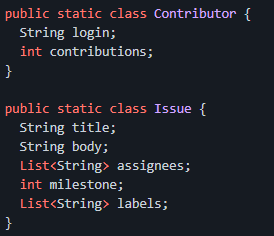 public static class Contributor {
  String login;
  int contributions;
}

public static class Issue {
  String title;
  String body;
  List<String> assignees;
  int milestone;
  List<String> labels;
}